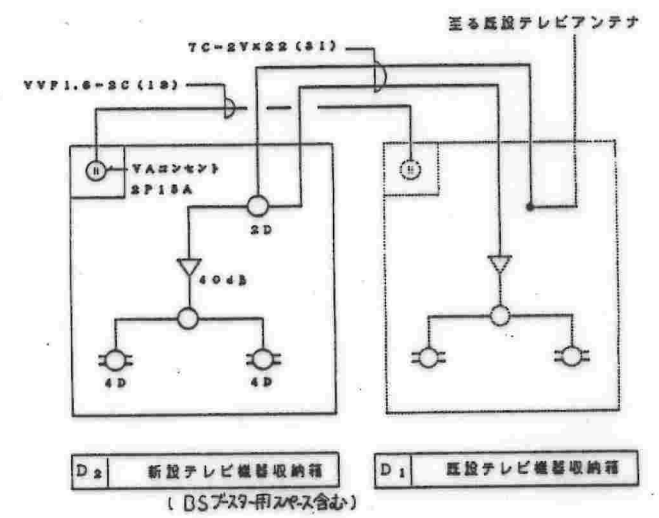 至る既設テレビアンテナ
7C-2V×22(31)
VVF1.6-2C(19)
VAコンセント
2P15A
2D
40dB
4D
4D
D2 新設テレビ機器収納箱
D1 既設テレビ機器収納箱
(BSブースター用スペース含む)